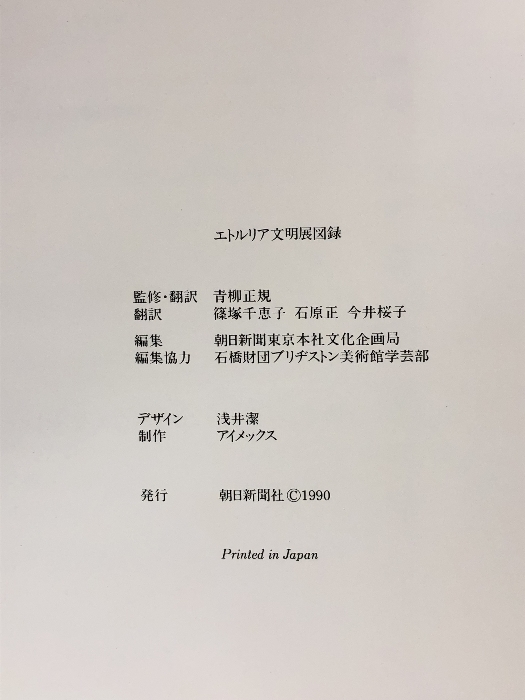 エトルリア文明展図録
監修・翻訳 青柳正規
翻訳 篠塚千恵子 石原正 今井桜子
編集 朝日新聞東京本社文化企画局
編集協力 石橋財団ブリヂストン美術館学芸部
デザイン 浅井潔
制作 アイメックス
発行 朝日新聞社 ©1990
Printed in Japan